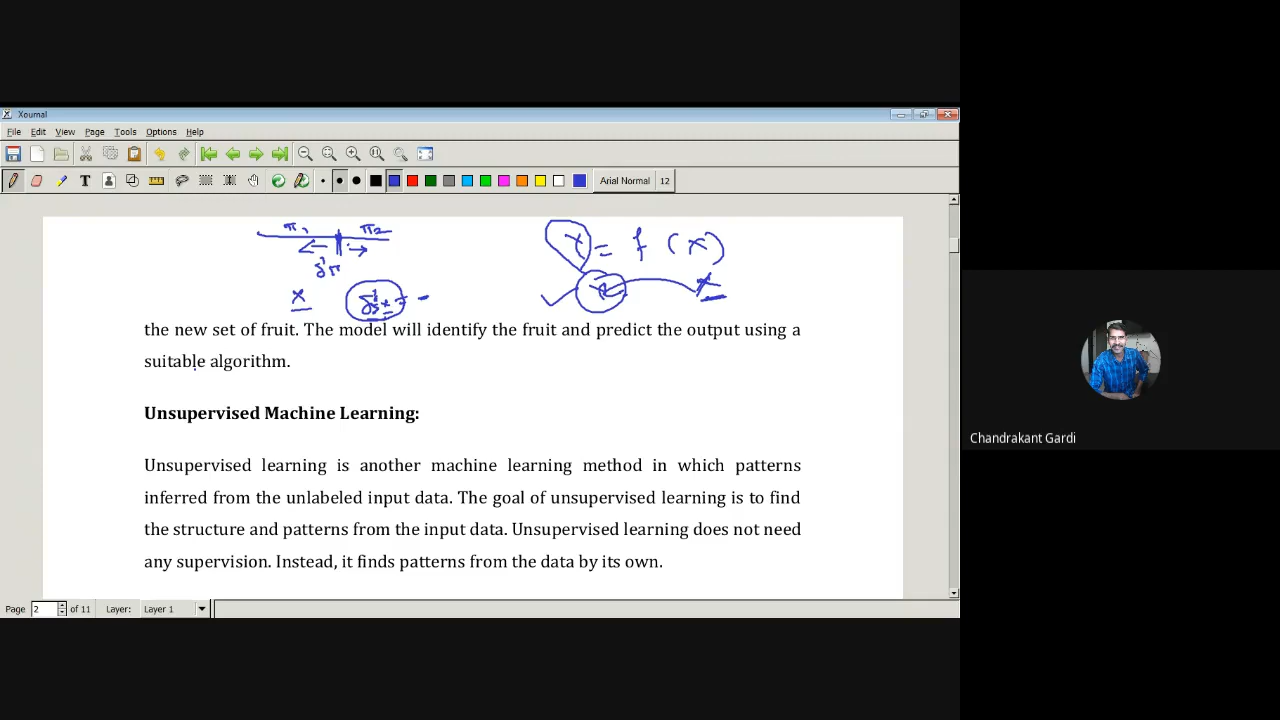 Xournal
File Edit View Page Tools Options Help
Arial Normal 12
π₁ π₂
Y = f (x)
x
the new set of fruit. The model will identify the fruit and predict the output using a
suitable algorithm.
Unsupervised Machine Learning:
Unsupervised learning is another machine learning method in which patterns
inferred from the unlabeled input data. The goal of unsupervised learning is to find
the structure and patterns from the input data. Unsupervised learning does not need
any supervision. Instead, it finds patterns from the data by its own.
Page 2 of 11 Layer: Layer 1
Chandrakant Gardi